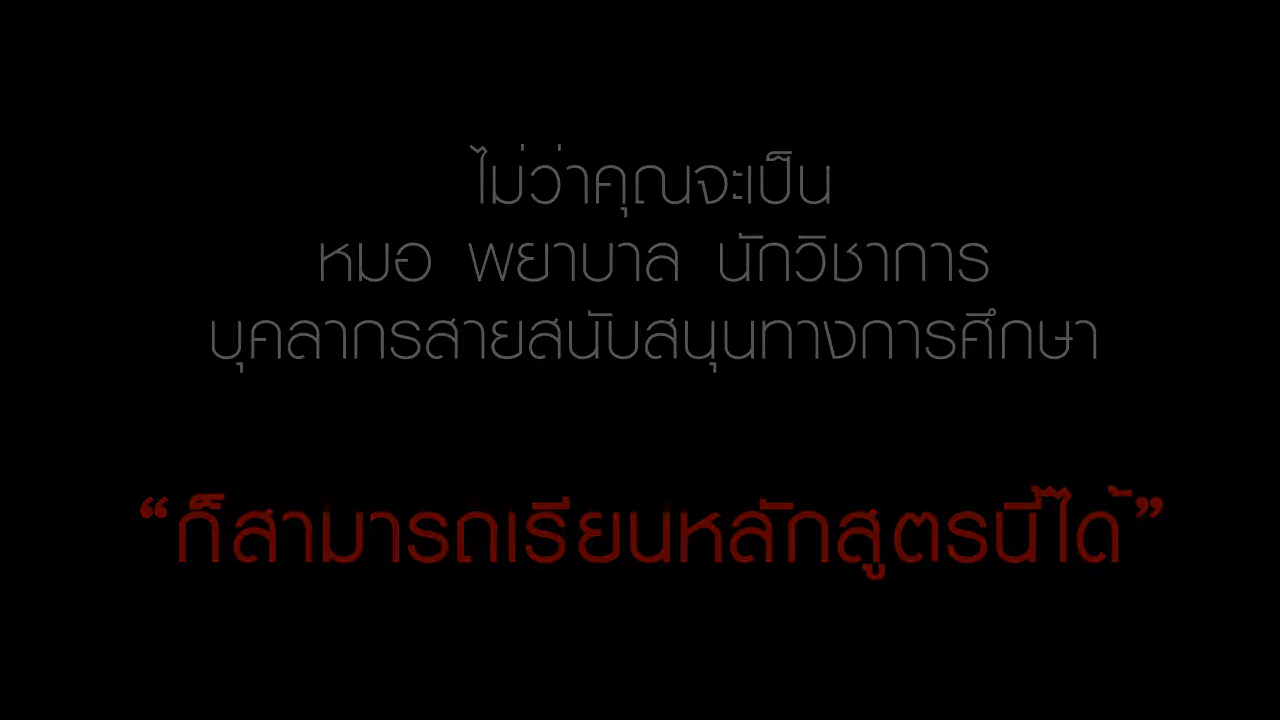 ไม่ว่าคุณจะเป็น
หมอ พยาบาล นักวิชาการ
บุคลากรสายสนับสนุนทางการศึกษา
“ก็สามารถเรียนหลักสูตรนี้ได้”